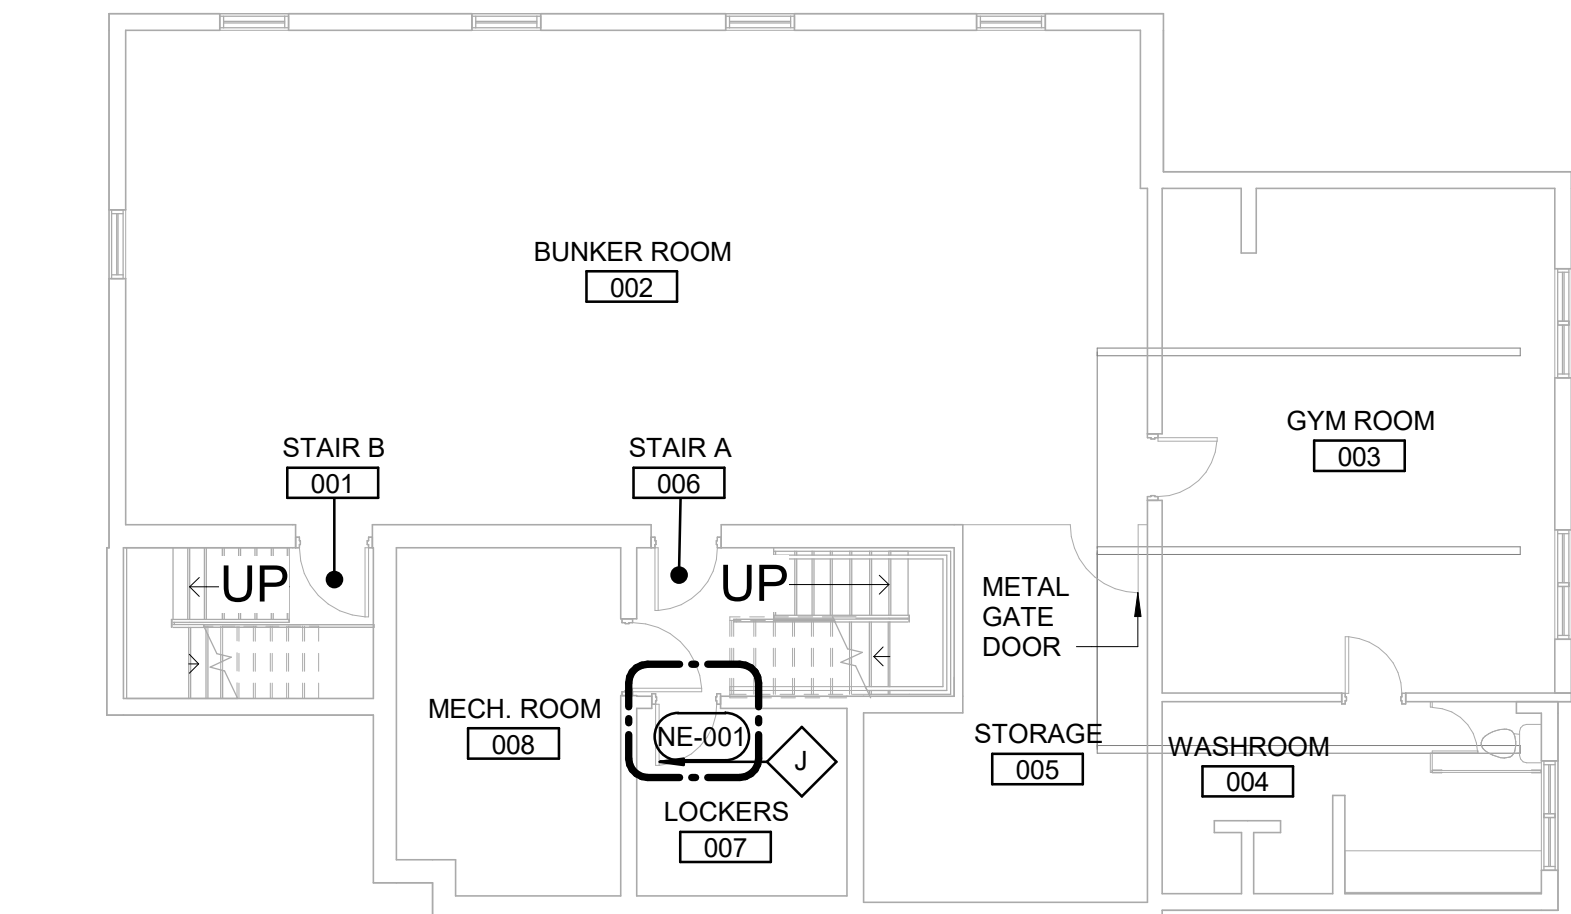 BUNKER ROOM
002
GYM ROOM
003
STAIR B
001
STAIR A
006
UP
UP
METAL
GATE
DOOR
MECH. ROOM
008
NE-001
J
STORAGE
005
WASHROOM
004
LOCKERS
007